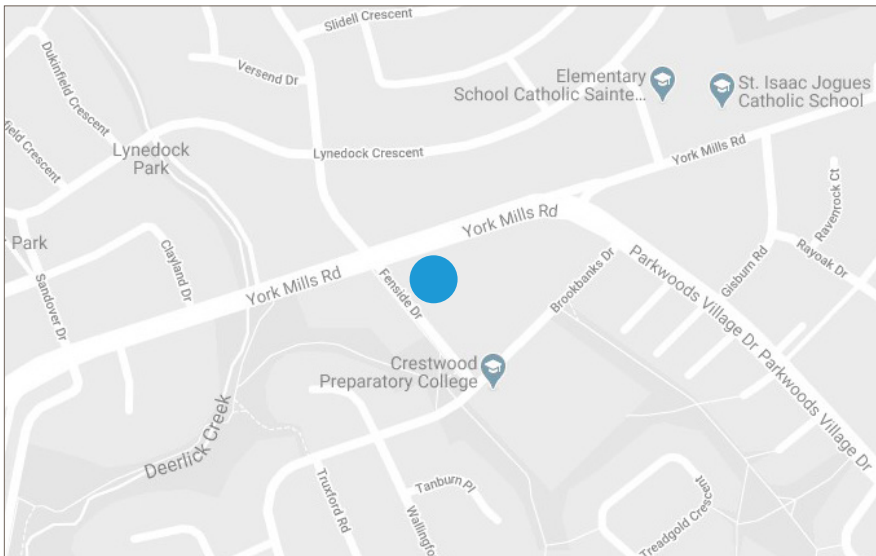 Slidell Crescent
Dukinfield Crescent
Versend Dr
Elementary
School Catholic Sainte...
St. Isaac Jogues
Catholic School
field Crescent
Lynedock
Park
Lynedock Crescent
York Mills Rd
Ravenrock Ct
York Mills Rd
r Park
Clayland Dr
Gisburn Rd
Rayoak Dr
Sandover Dr
York Mills Rd
Fenside Dr
Brookbanks Dr
Parkwoods Village Dr
Parkwoods Village Dr
Crestwood
Preparatory College
Deerlick Creek
Truxford Rd
Tanburn Pl
Wallingfo
Treadgold Crescent